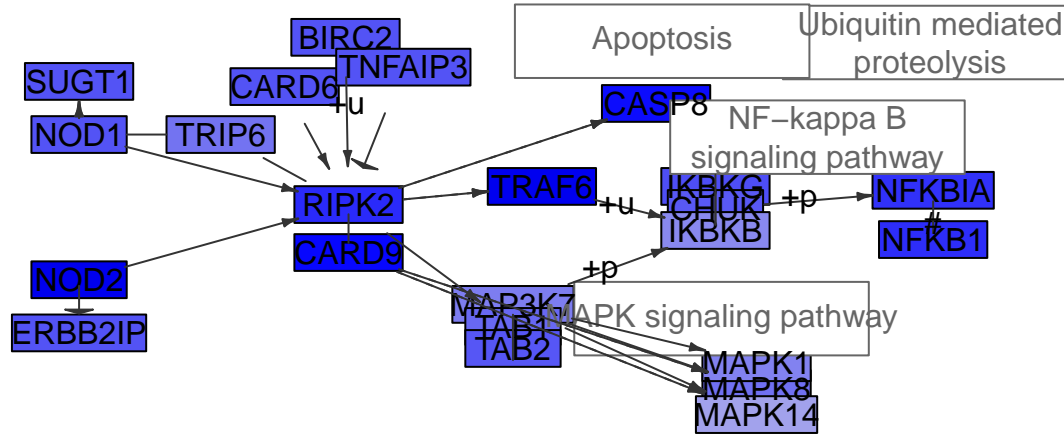 BIRC2
Apoptosis
Ubiquitin mediated
proteolysis
TNFAIP3
SUGT1
CARD6
+u
CASP8
NOD1
TRIP6
NF−kappa B
signaling pathway
RIPK2
TRAF6
+u
IKBKG
CHUK
IKBKB
+p
NFKBIA
#
NFKB1
CARD9
NOD2
+p
ERBB2IP
MAP3K7
TAB1
TAB2
MAPK signaling pathway
MAPK1
MAPK8
MAPK14